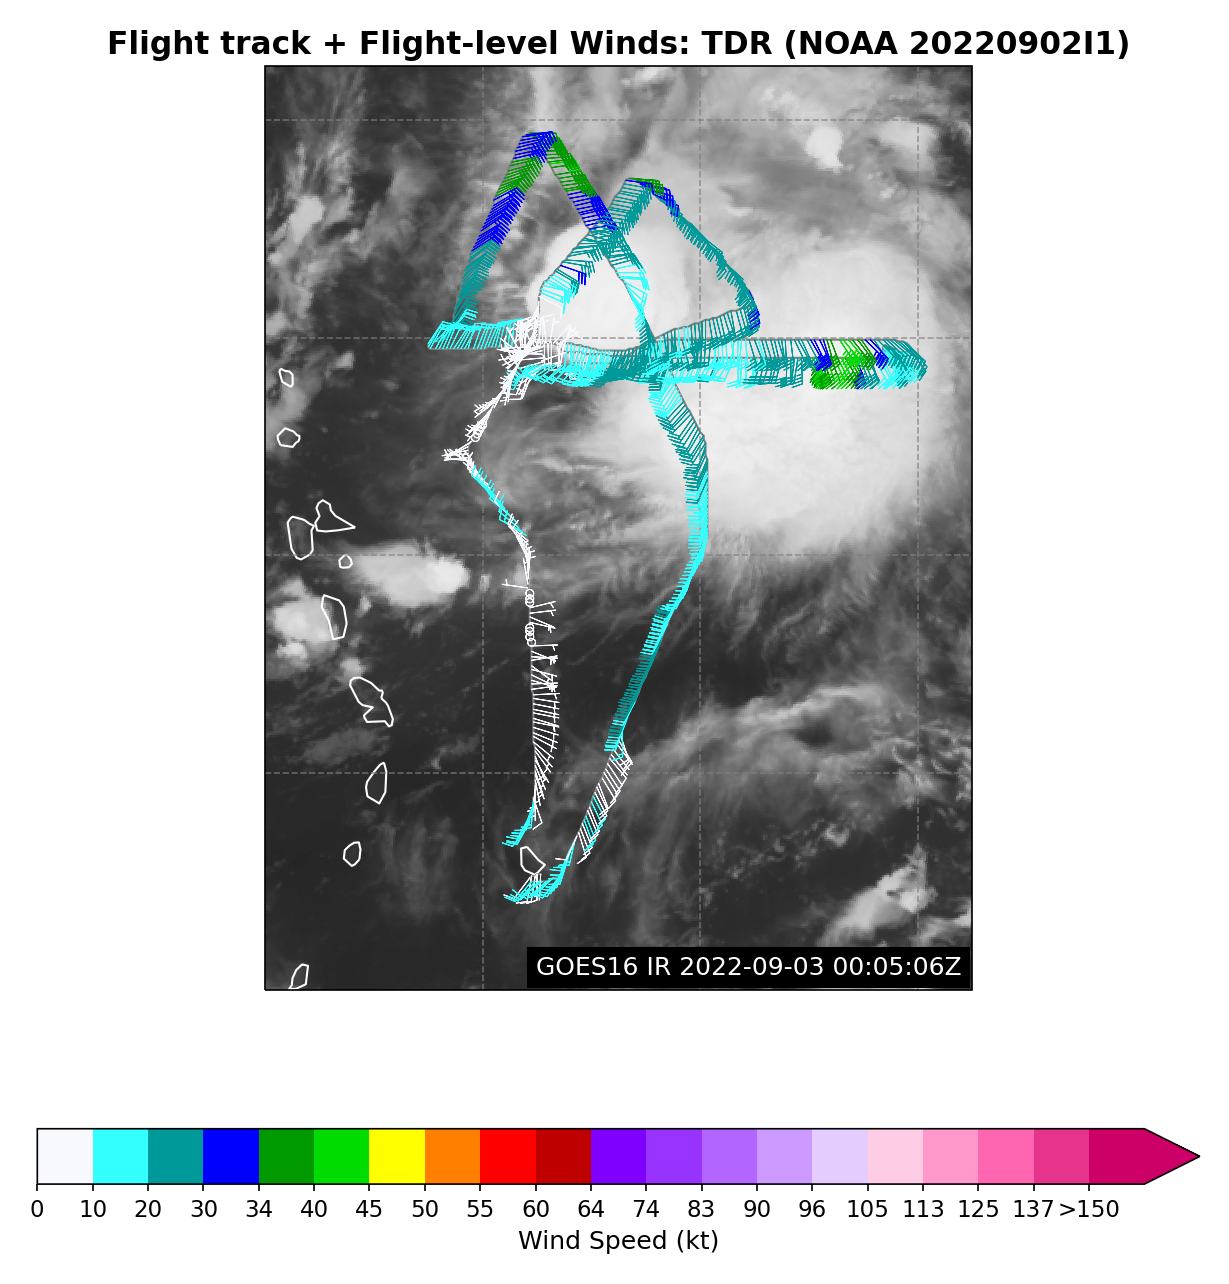 Flight track + Flight-level Winds: TDR (NOAA 20220902I1)
GOES16 IR 2022-09-03 00:05:06Z
0 10 20 30 34 40 45 50 55 60 64 74 83 90 96 105 113 125 137 >150
Wind Speed (kt)